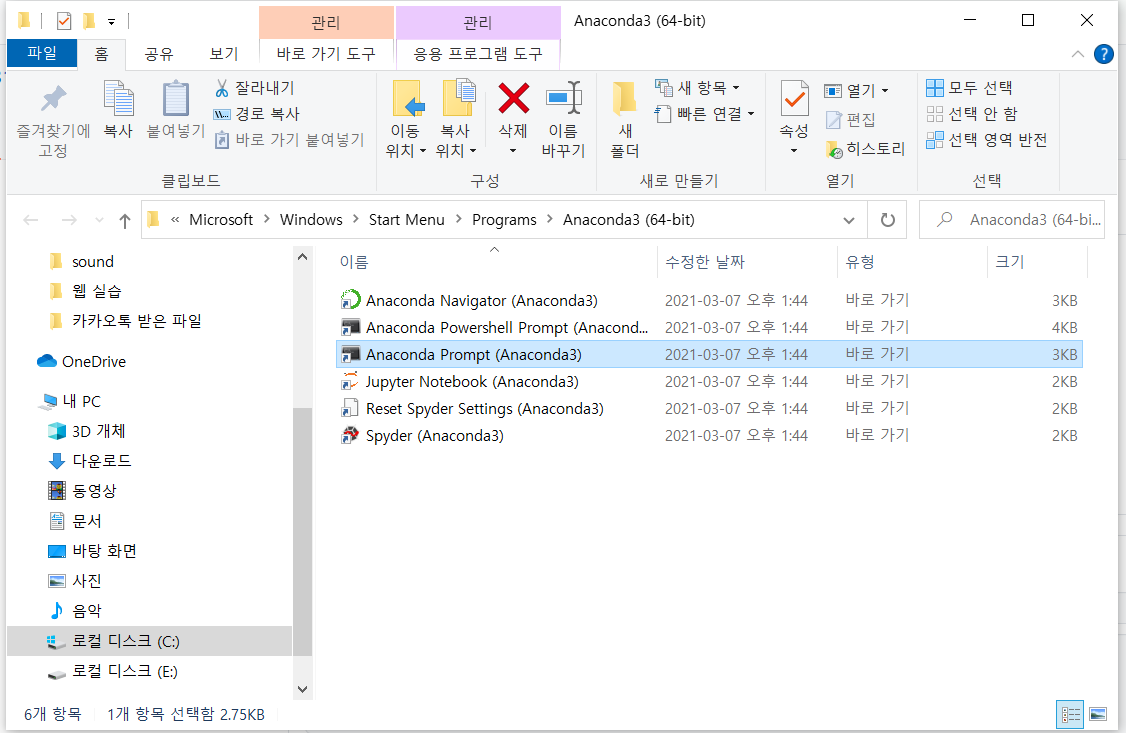 관리
관리
Anaconda3 (64-bit)
파일
홈
공유
보기
바로 가기 도구
응용 프로그램 도구
즐겨찾기에
고정
복사
붙여넣기
잘라내기
경로 복사
바로 가기 붙여넣기
클립보드
이동
위치
복사
위치
삭제
이름
바꾸기
구성
새
폴더
새 항목
빠른 연결
새로 만들기
속성
열기
편집
히스토리
열기
모두 선택
선택 안 함
선택 영역 반전
선택
« Microsoft > Windows > Start Menu > Programs > Anaconda3 (64-bit)
Anaconda3 (64-bi...
sound
웹 실습
카카오톡 받은 파일
OneDrive
내 PC
3D 개체
다운로드
동영상
문서
바탕 화면
사진
음악
로컬 디스크 (C:)
로컬 디스크 (E:)
이름 수정한 날짜 유형 크기
Anaconda Navigator (Anaconda3) 2021-03-07 오후 1:44 바로 가기 3KB
Anaconda Powershell Prompt (Anacond... 2021-03-07 오후 1:44 바로 가기 4KB
Anaconda Prompt (Anaconda3) 2021-03-07 오후 1:44 바로 가기 3KB
Jupyter Notebook (Anaconda3) 2021-03-07 오후 1:44 바로 가기 2KB
Reset Spyder Settings (Anaconda3) 2021-03-07 오후 1:44 바로 가기 2KB
Spyder (Anaconda3) 2021-03-07 오후 1:44 바로 가기 2KB
6개 항목 1개 항목 선택함 2.75KB